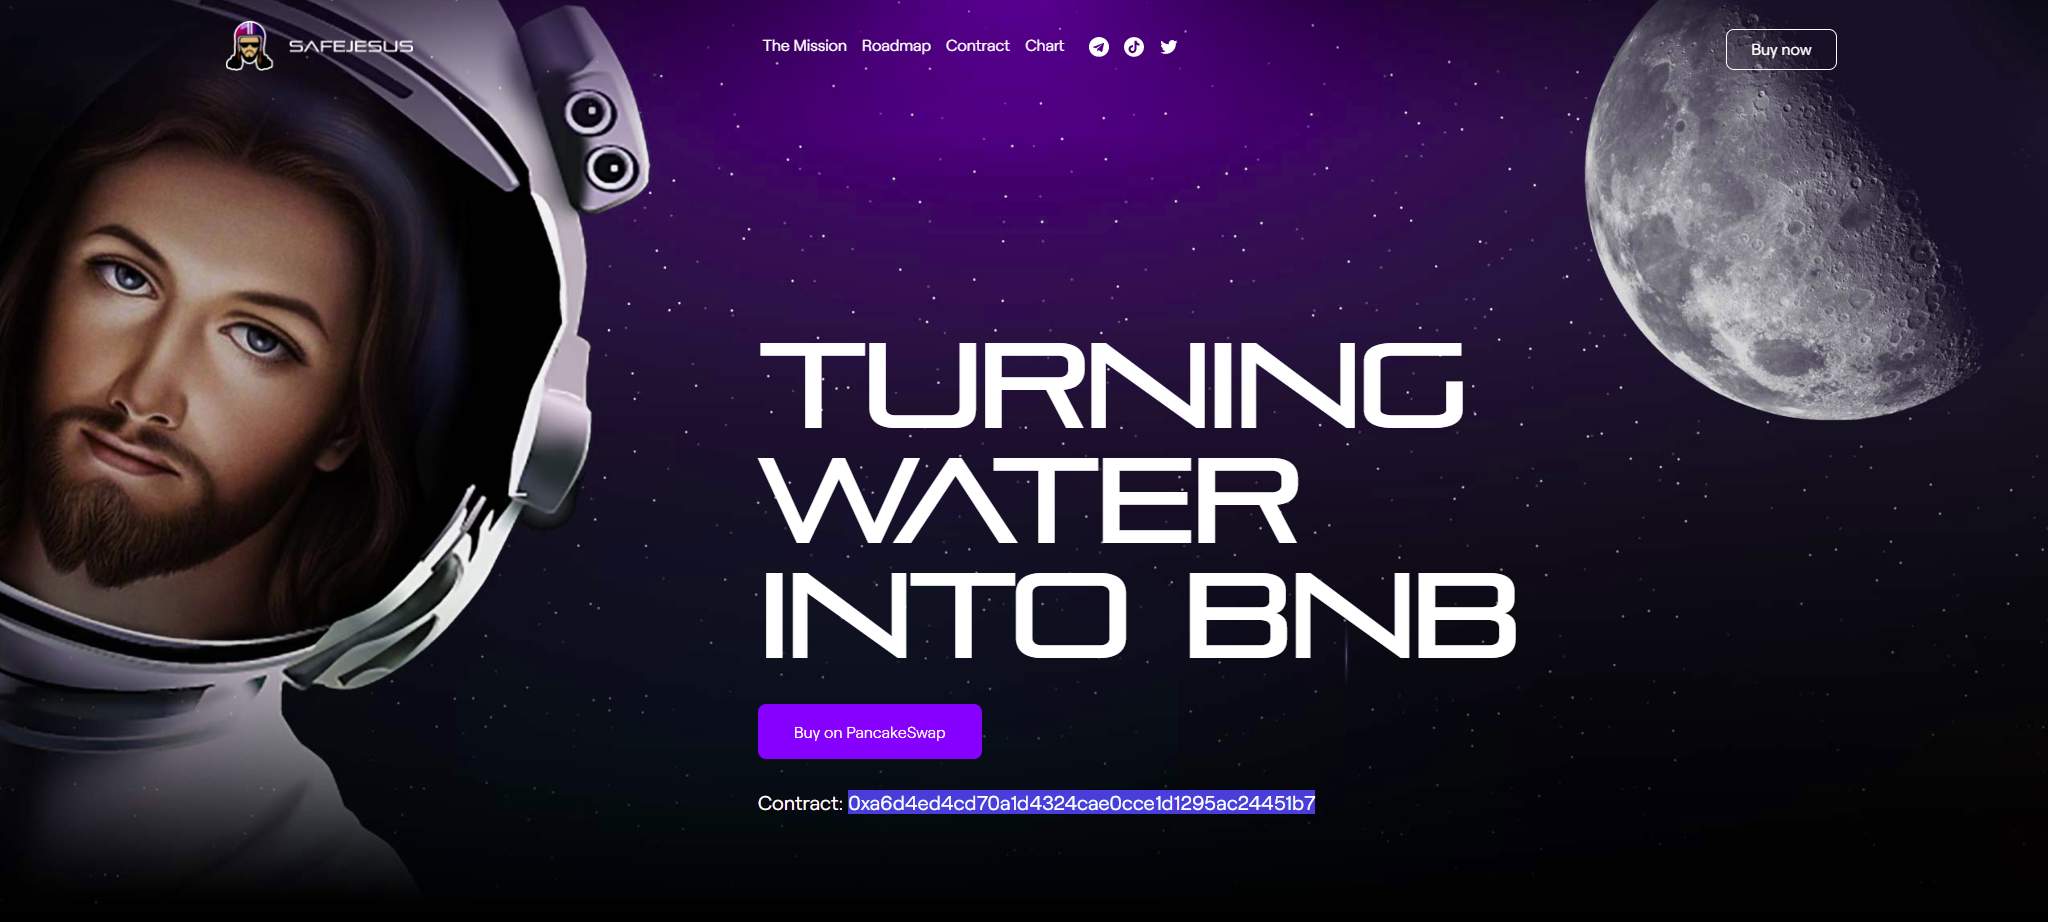 SAFEJESUS
The Mission Roadmap Contract Chart
Buy now
TURNING
WATER
INTO BNB
Buy on PancakeSwap
Contract: 0xa6d4ed4cd70a1d4324cae0cce1d1295ac24451b7